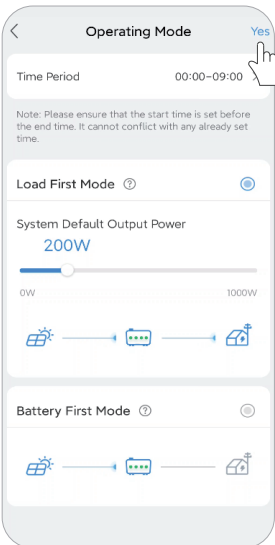 Operating Mode
Yes
Time Period
00:00-09:00
Note: Please ensure that the start time is set before
the end time. It cannot conflict with any already set
time.
Load First Mode ?
System Default Output Power
200W
0W
1000W
Battery First Mode ?